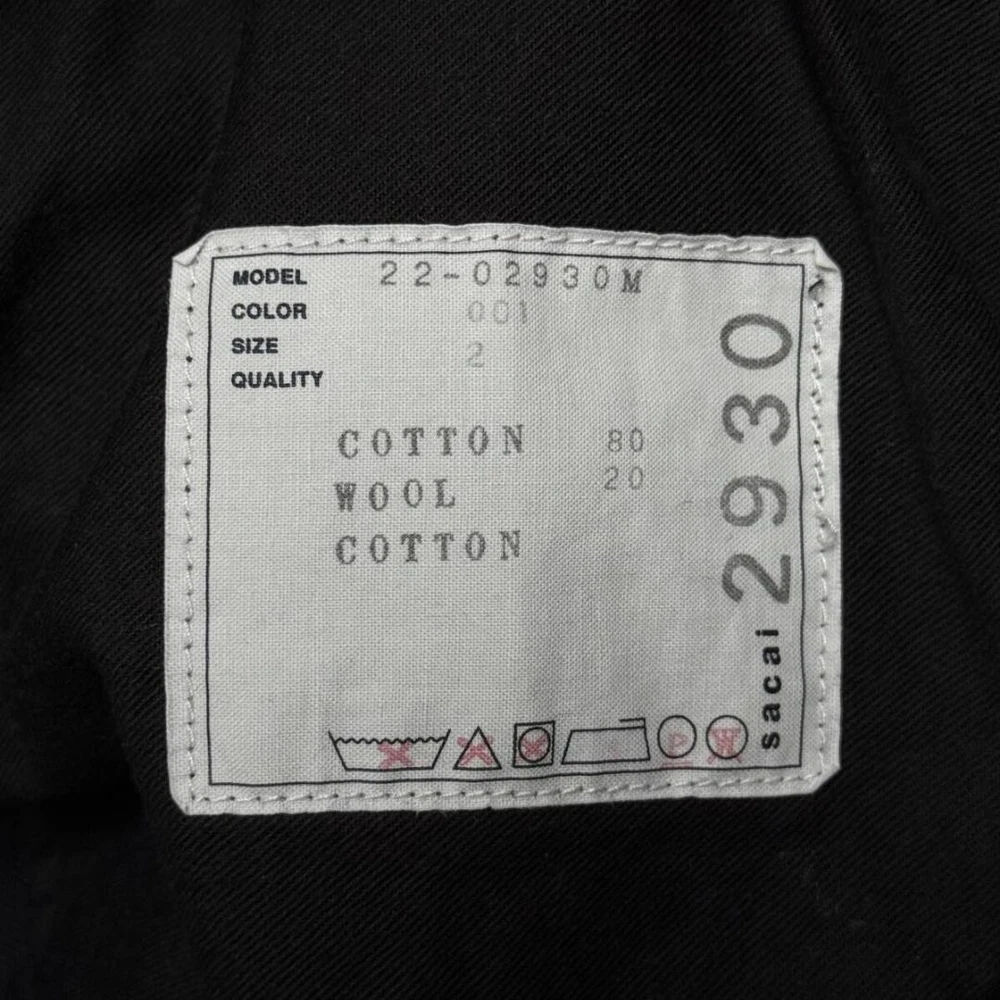 MODEL 22-02930M
COLOR 001
SIZE 2
QUALITY
COTTON 80
WOOL 20
COTTON
P W
sacai 2930